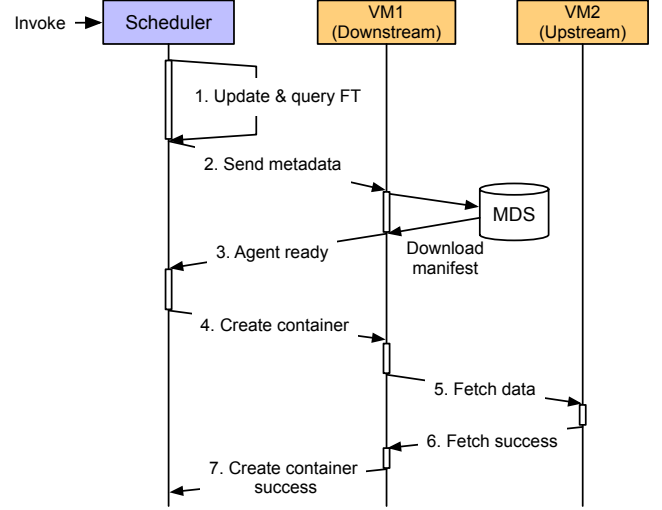 Invoke
Scheduler
VM1
(Downstream)
VM2
(Upstream)
1. Update & query FT
2. Send metadata
MDS
3. Agent ready
Download
manifest
4. Create container
5. Fetch data
6. Fetch success
7. Create container
success